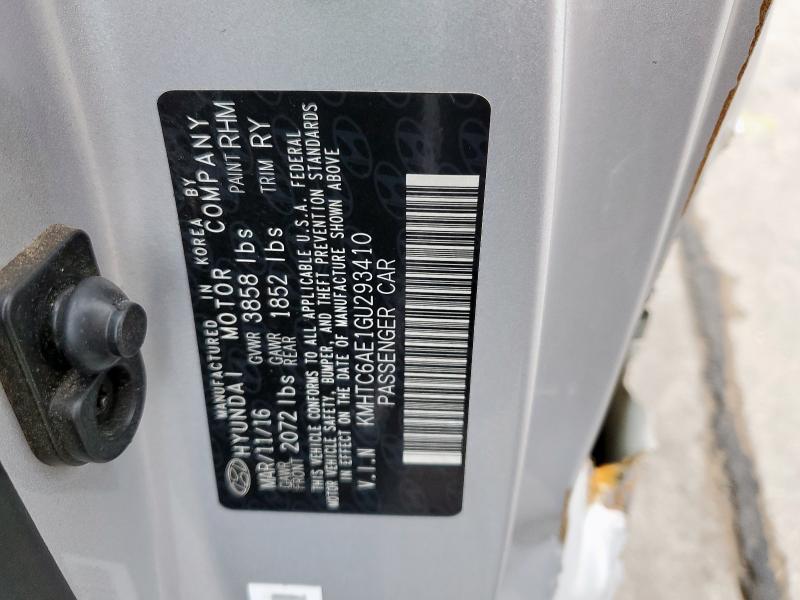 MANUFACTURED IN KOREA BY
HYUNDAI MOTOR COMPANY
MAR/11/16 GVWR 3858 lbs PAINT RHM
GAWR FRONT 2072 lbs GAWR REAR 1852 lbs TRIM RY
THIS VEHICLE CONFORMS TO ALL APPLICABLE U.S.A. FEDERAL
MOTOR VEHICLE SAFETY, BUMPER, AND THEFT PREVENTION STANDARDS
IN EFFECT ON THE DATE OF MANUFACTURE SHOWN ABOVE
V.I.N KMHTC6AE1GU293410
PASSENGER CAR